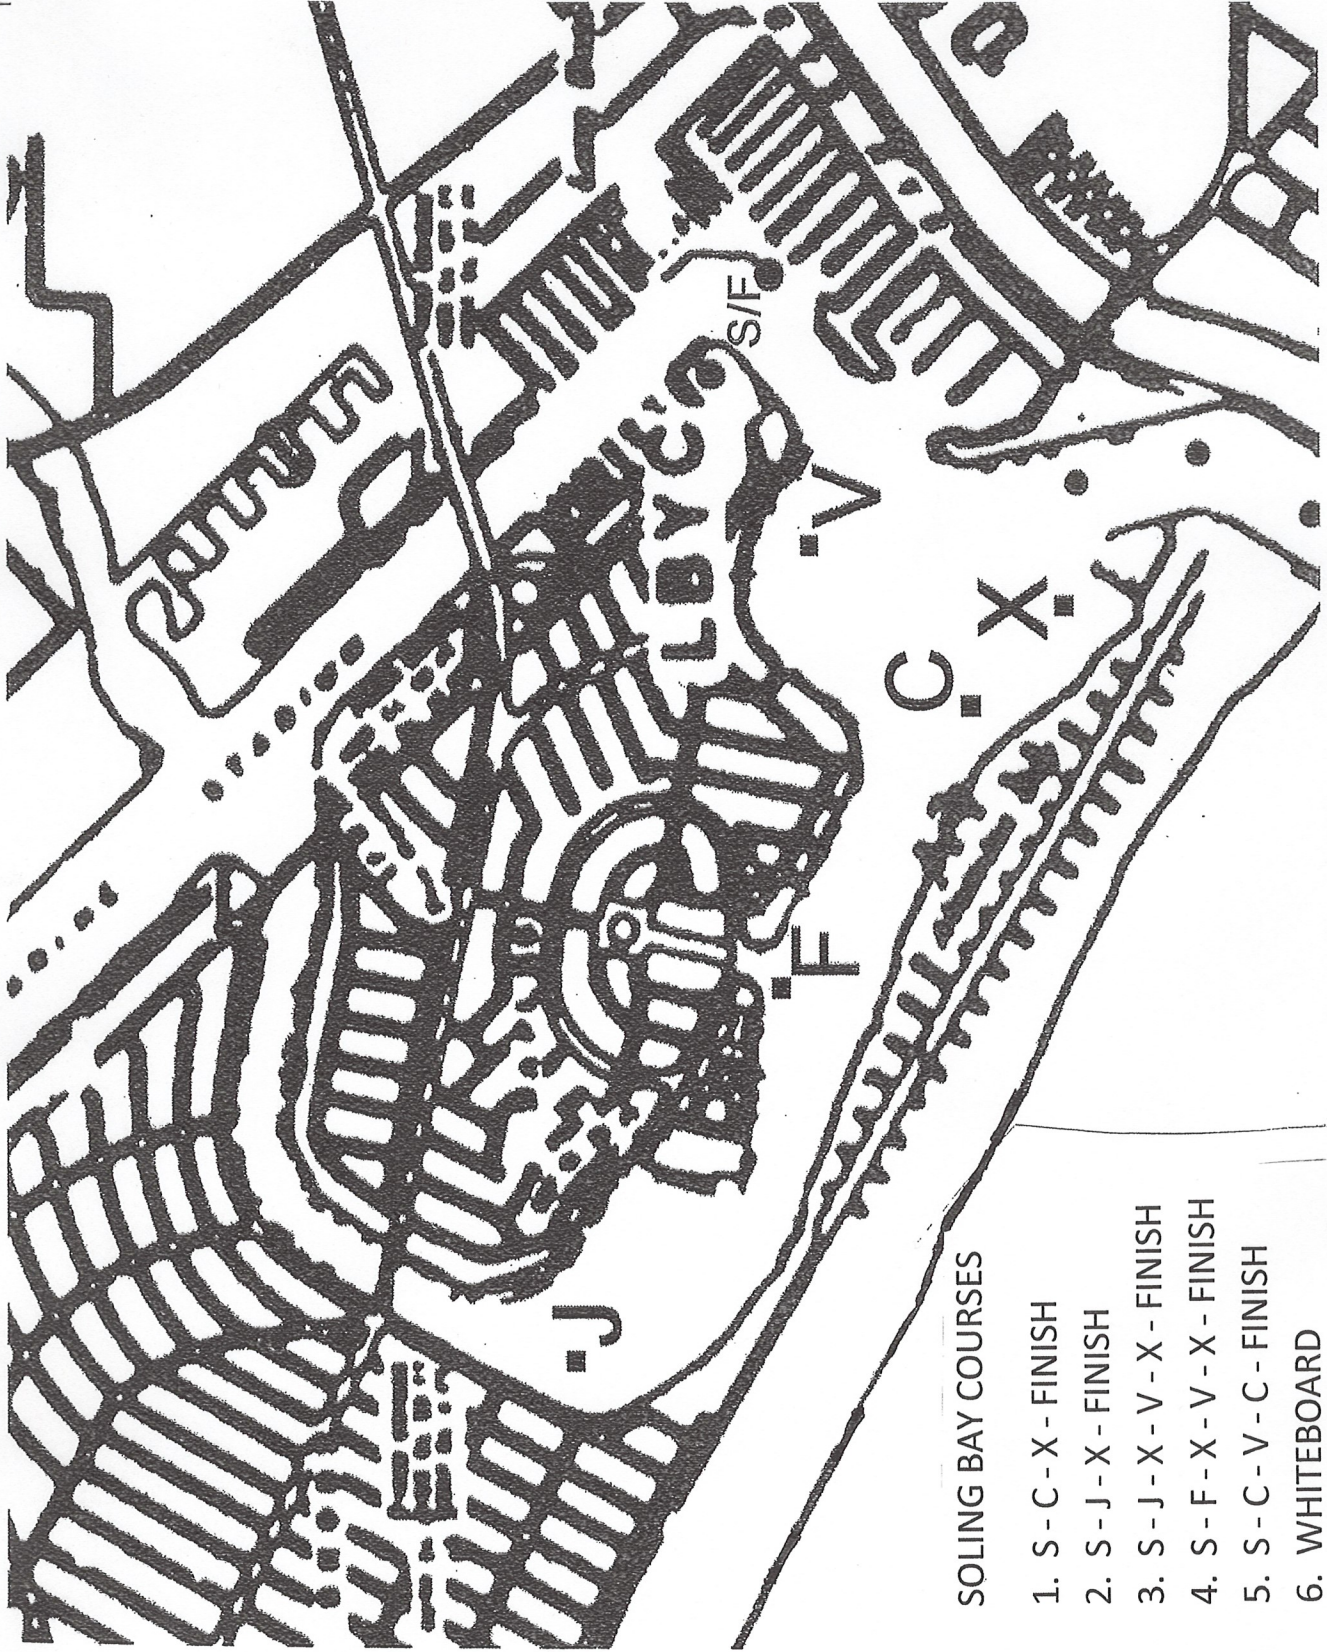 J
F
C
X
V
LBYC
S/F
SOLING BAY COURSES
1. S - C - X - FINISH
2. S - J - X - FINISH
3. S - J - X - V - X - FINISH
4. S - F - X - V - X - FINISH
5. S - C - V - C - FINISH
6. WHITEBOARD